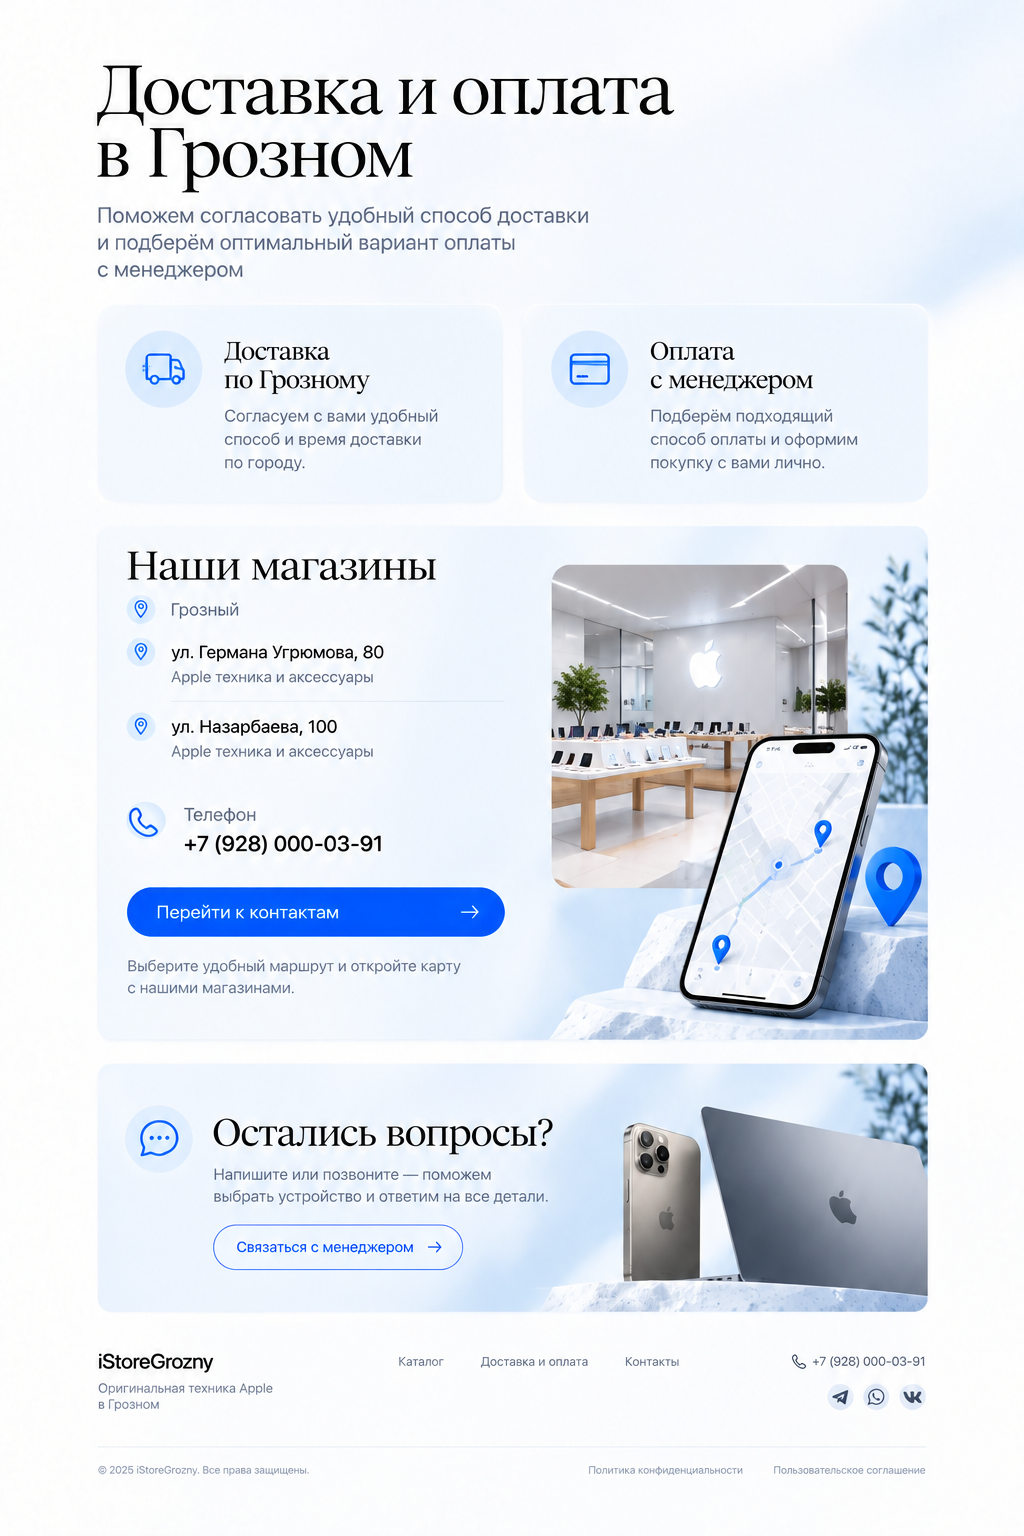 Доставка и оплата
в Грозном
Поможем согласовать удобный способ доставки
и подберём оптимальный вариант оплаты
с менеджером
Доставка
по Грозному
Согласуем с вами удобный
способ и время доставки
по городу.
Оплата
с менеджером
Подберём подходящий
способ оплаты и оформим
покупку с вами лично.
Наши магазины
Грозный
ул. Германа Угрюмова, 80
Apple техника и аксессуары
ул. Назарбаева, 100
Apple техника и аксессуары
Телефон
+7 (928) 000-03-91
Перейти к контактам →
Выберите удобный маршрут и откройте карту
с нашими магазинами.
Остались вопросы?
Напишите или позвоните — поможем
выбрать устройство и ответим на все детали.
Связаться с менеджером →
iStoreGrozny
Оригинальная техника Apple
в Грозном
Каталог
Доставка и оплата
Контакты
+7 (928) 000-03-91
© 2025 iStoreGrozny. Все права защищены.
Политика конфиденциальности
Пользовательское соглашение